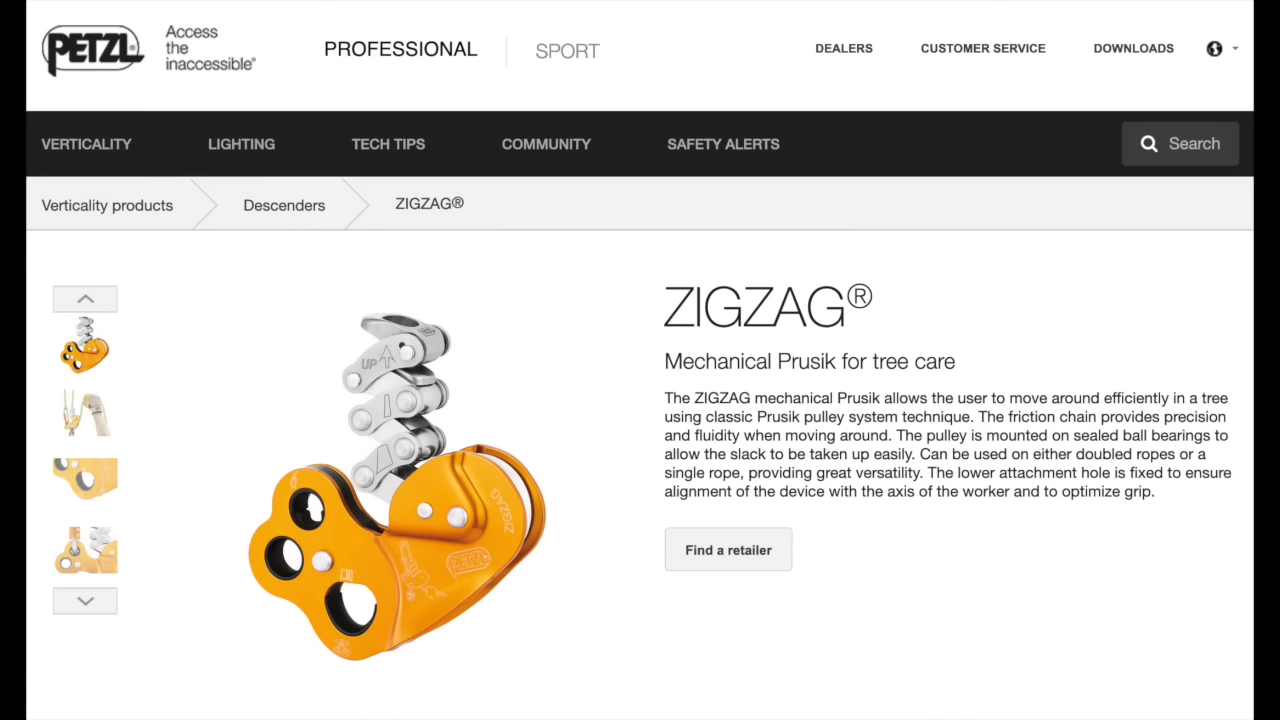 PETZL
Access
the
inaccessible®
PROFESSIONAL
SPORT
DEALERS
CUSTOMER SERVICE
DOWNLOADS
VERTICALITY
LIGHTING
TECH TIPS
COMMUNITY
SAFETY ALERTS
Search
Verticality products
Descenders
ZIGZAG®
UP
ZIGZAG
PETZL
ZIGZAG®
Mechanical Prusik for tree care
The ZIGZAG mechanical Prusik allows the user to move around efficiently in a tree
using classic Prusik pulley system technique. The friction chain provides precision
and fluidity when moving around. The pulley is mounted on sealed ball bearings to
allow the slack to be taken up easily. Can be used on either doubled ropes or a
single rope, providing great versatility. The lower attachment hole is fixed to ensure
alignment of the device with the axis of the worker and to optimize grip.
Find a retailer